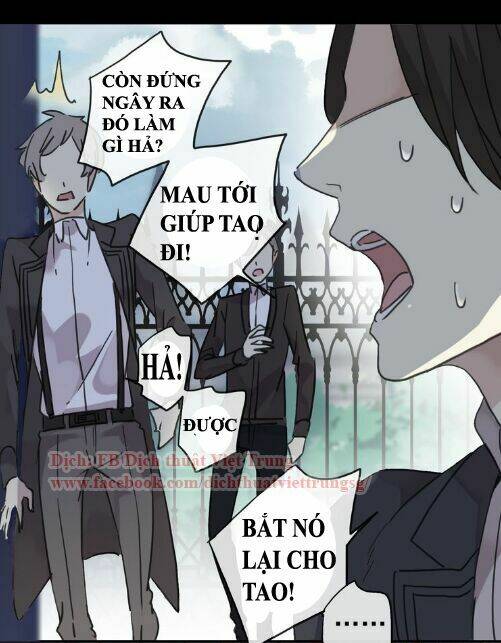 CÒN ĐỨNG
NGÂY RA
ĐÓ LÀM
GÌ HẢ?
MAU TỚI
GIÚP TAO
ĐI!
HẢ!
ĐƯỢC
Dịch: FB Dịch thuật Việt Trung
www.facebook.com/dichthuatviettrungsg
BẮT NÓ
LẠI CHO
TAO!
......